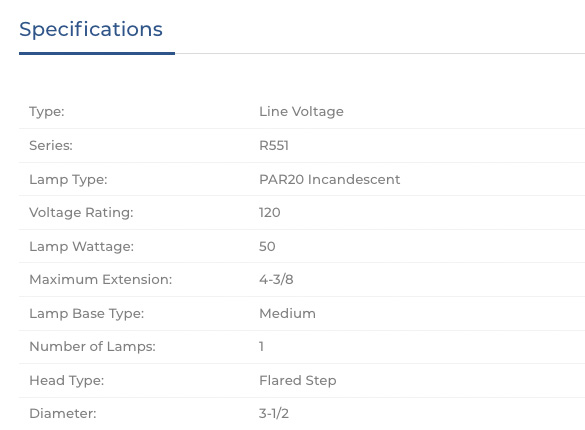 Specifications
Type: Line Voltage
Series: R551
Lamp Type: PAR20 Incandescent
Voltage Rating: 120
Lamp Wattage: 50
Maximum Extension: 4-3/8
Lamp Base Type: Medium
Number of Lamps: 1
Head Type: Flared Step
Diameter: 3-1/2